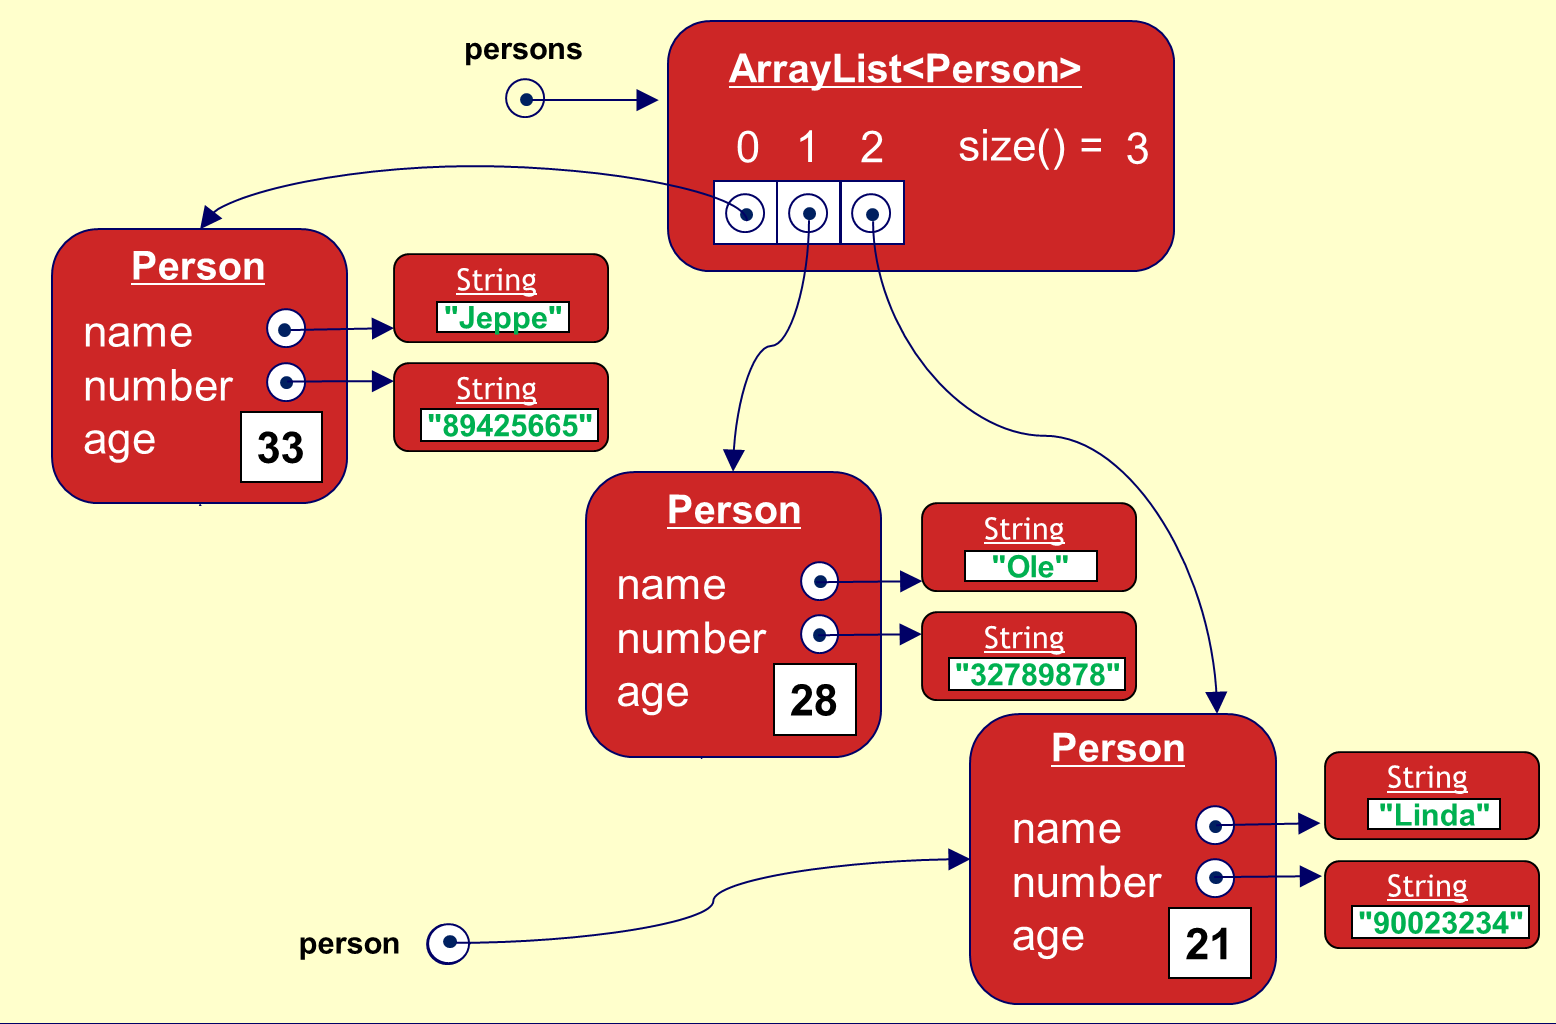 persons
ArrayList<Person>
0 1 2 size() = 3
Person
name
number
age
33
String
"Jeppe"
String
"89425665"
Person
name
number
age
28
String
"Ole"
String
"32789878"
person
Person
name
number
age
21
String
"Linda"
String
"90023234"